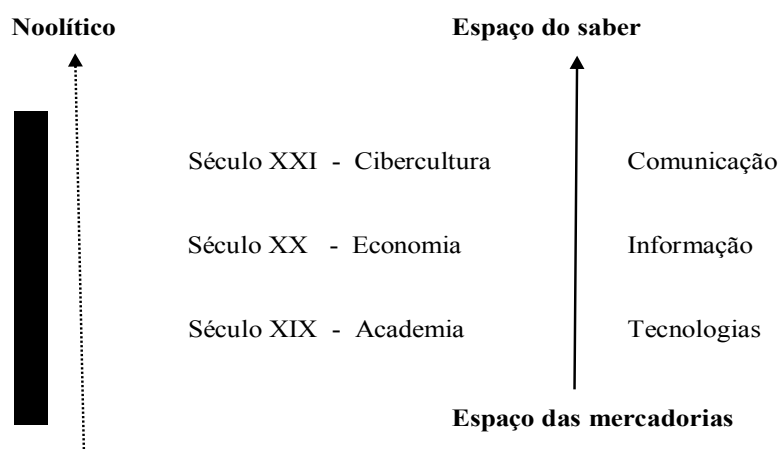 Noolítico Espaço do saber
Século XXI - Cibercultura Comunicação
Século XX - Economia Informação
Século XIX - Academia Tecnologias
Espaço das mercadorias